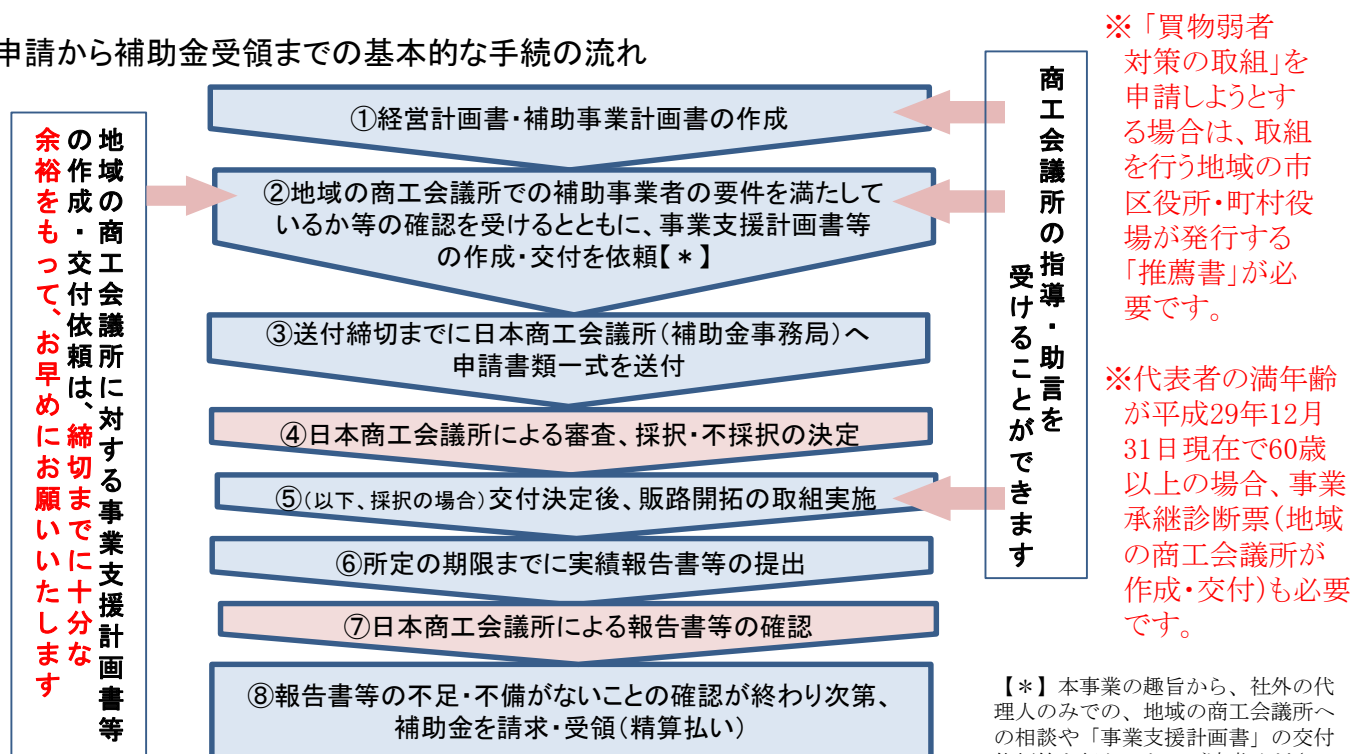 申請から補助金受領までの基本的な手続の流れ
地域の商工会議所に対する事業支援計画書等
の作成・交付依頼は、締切までに十分な
余裕をもって、お早めにお願いいたします
①経営計画書・補助事業計画書の作成
②地域の商工会議所での補助事業者の要件を満たして
いるか等の確認を受けるとともに、事業支援計画書等
の作成・交付を依頼【＊】
③送付締切までに日本商工会議所（補助金事務局）へ
申請書類一式を送付
④日本商工会議所による審査、採択・不採択の決定
⑤（以下、採択の場合）交付決定後、販路開拓の取組実施
⑥所定の期限までに実績報告書等の提出
⑦日本商工会議所による報告書等の確認
⑧報告書等の不足・不備がないことの確認が終わり次第、
補助金を請求・受領（精算払い）
商工会議所の指導・助言を
受けることができます
※「買物弱者
対策の取組」を
申請しようとす
る場合は、取組
を行う地域の市
区役所・町村役
場が発行する
「推薦書」が必
要です。
※代表者の満年齢
が平成29年12月
31日現在で60歳
以上の場合、事業
承継診断票（地域
の商工会議所が
作成・交付）も必要
です。
【＊】本事業の趣旨から、社外の代
理人のみでの、地域の商工会議所へ
の相談や「事業支援計画書」の交付